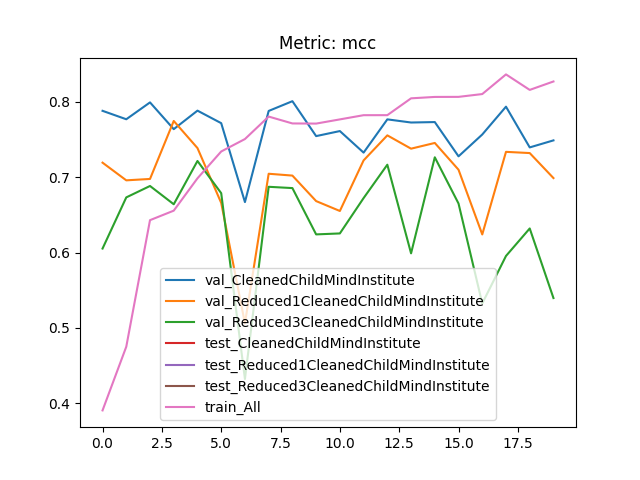 Metric: mcc
0.8
0.7
0.6
0.5
0.4
val_CleanedChildMindInstitute
val_Reduced1CleanedChildMindInstitute
val_Reduced3CleanedChildMindInstitute
test_CleanedChildMindInstitute
test_Reduced1CleanedChildMindInstitute
test_Reduced3CleanedChildMindInstitute
train_All
0.0 2.5 5.0 7.5 10.0 12.5 15.0 17.5